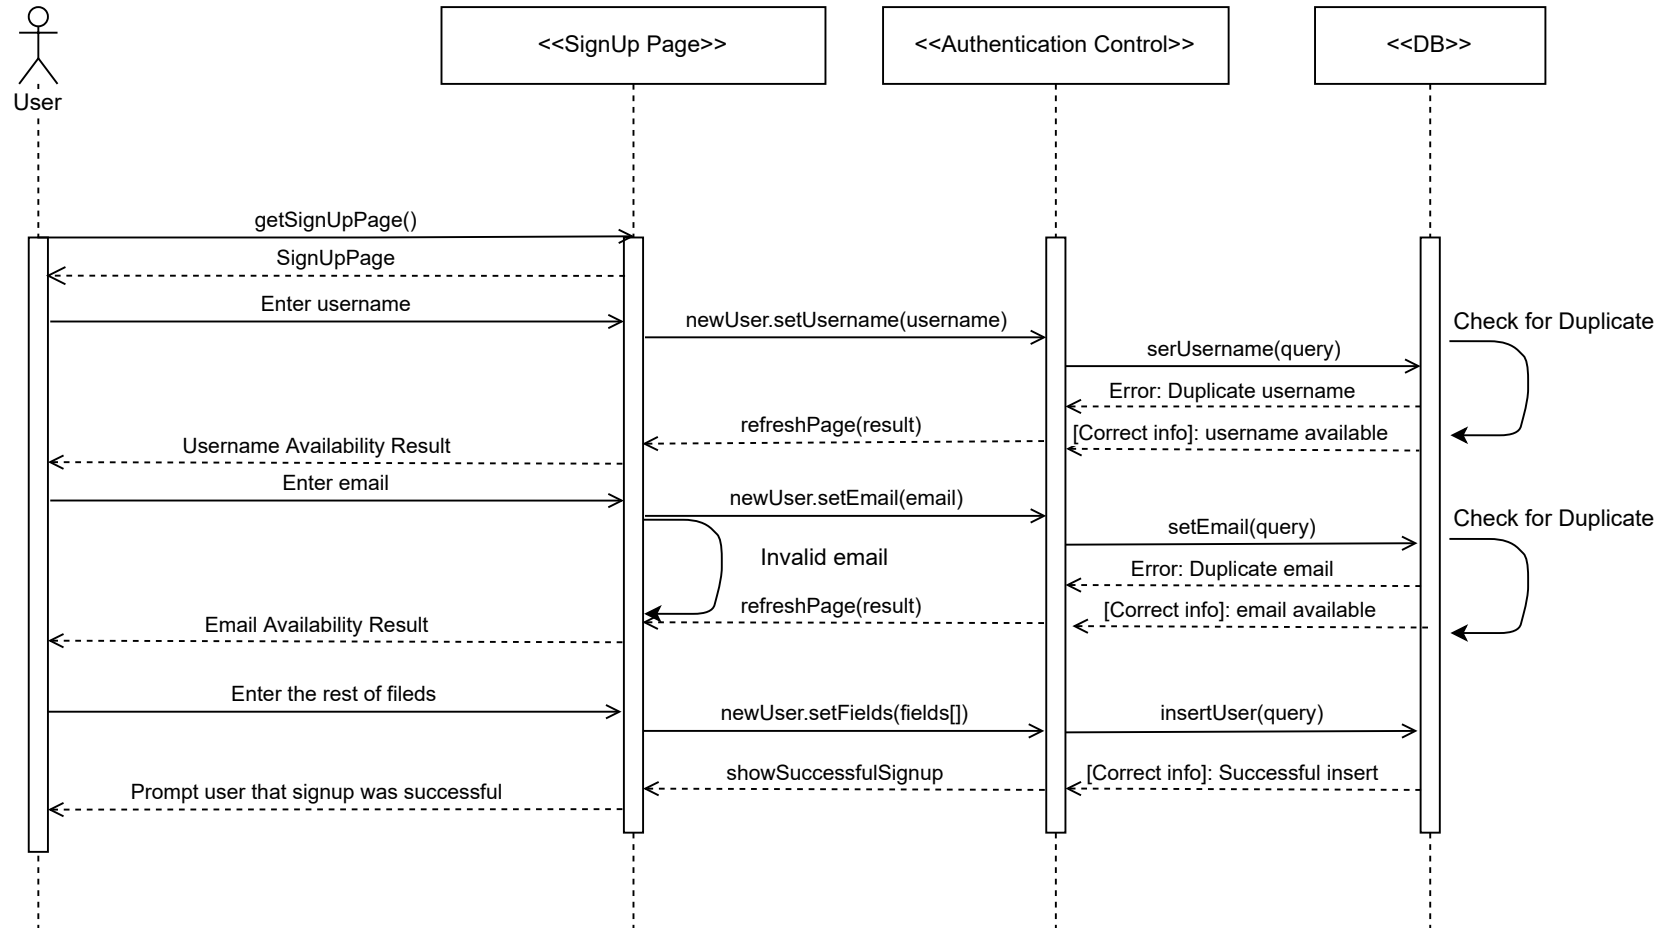 User
<<SignUp Page>>
<<Authentication Control>>
<<DB>>
getSignUpPage()
SignUpPage
Enter username
newUser.setUsername(username)
Check for Duplicate
serUsername(query)
Error: Duplicate username
refreshPage(result)
[Correct info]: username available
Username Availability Result
Enter email
newUser.setEmail(email)
Check for Duplicate
setEmail(query)
Invalid email
Error: Duplicate email
refreshPage(result)
[Correct info]: email available
Email Availability Result
Enter the rest of fileds
newUser.setFields(fields[])
insertUser(query)
showSuccessfulSignup
[Correct info]: Successful insert
Prompt user that signup was successful